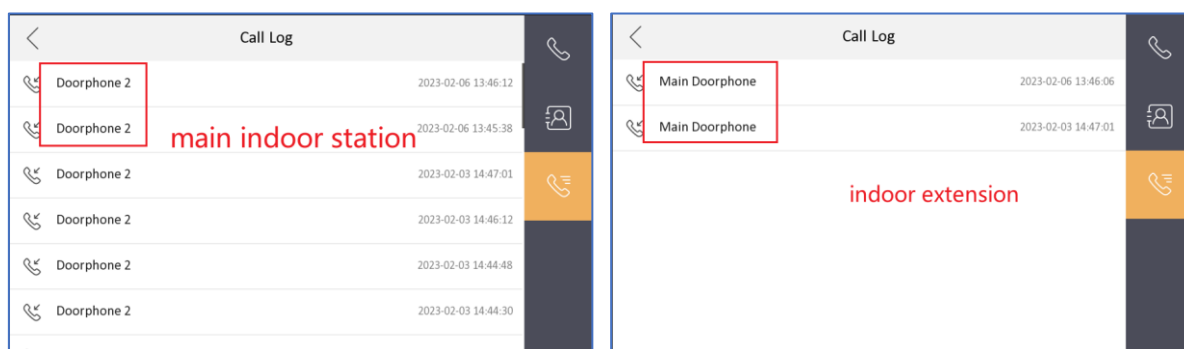 Call Log
Doorphone 2 2023-02-06 13:46:12
Doorphone 2 2023-02-06 13:45:38
main indoor station
Doorphone 2 2023-02-03 14:47:01
Doorphone 2 2023-02-03 14:46:12
Doorphone 2 2023-02-03 14:44:48
Doorphone 2 2023-02-03 14:44:30
Call Log
Main Doorphone 2023-02-06 13:46:06
Main Doorphone 2023-02-03 14:47:01
indoor extension